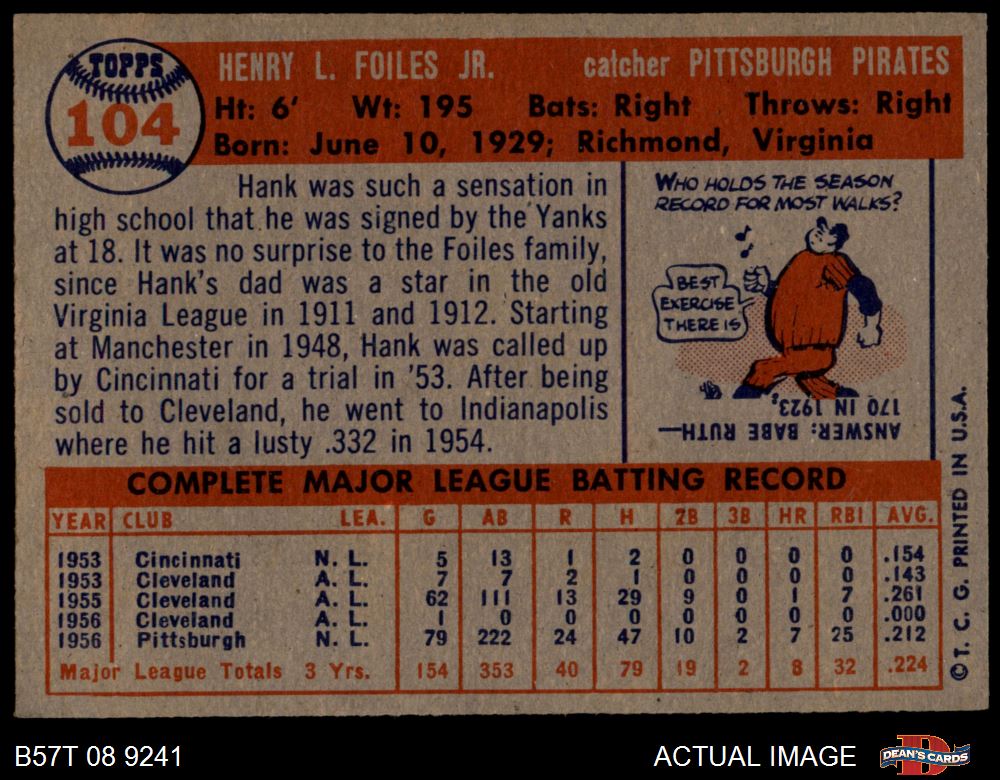 TOPPS
104
HENRY L. FOILES JR. catcher PITTSBURGH PIRATES
Ht: 6' Wt: 195 Bats: Right Throws: Right
Born: June 10, 1929; Richmond, Virginia
Hank was such a sensation in
high school that he was signed by the Yanks
at 18. It was no surprise to the Foiles family,
since Hank's dad was a star in the old
Virginia League in 1911 and 1912. Starting
at Manchester in 1948, Hank was called up
by Cincinnati for a trial in '53. After being
sold to Cleveland, he went to Indianapolis
where he hit a lusty .332 in 1954.
WHO HOLDS THE SEASON
RECORD FOR MOST WALKS?
BEST
EXERCISE
THERE IS
ANSWER: BABE RUTH—
170 IN 1923.
COMPLETE MAJOR LEAGUE BATTING RECORD
YEAR CLUB LEA. G AB R H 2B 3B HR RBI AVG.
1953 Cincinnati N. L. 5 13 1 2 0 0 0 0 .154
1953 Cleveland A. L. 7 7 2 1 0 0 0 0 .143
1955 Cleveland A. L. 62 111 13 29 9 0 1 7 .261
1956 Cleveland A. L. 1 0 0 0 0 0 0 0 .000
1956 Pittsburgh N. L. 79 222 24 47 10 2 7 25 .212
Major League Totals 3 Yrs. 154 353 40 79 19 2 8 32 .224
© T. C. G. PRINTED IN U.S.A.
B57T 08 9241
ACTUAL IMAGE
DEAN'S CARDS